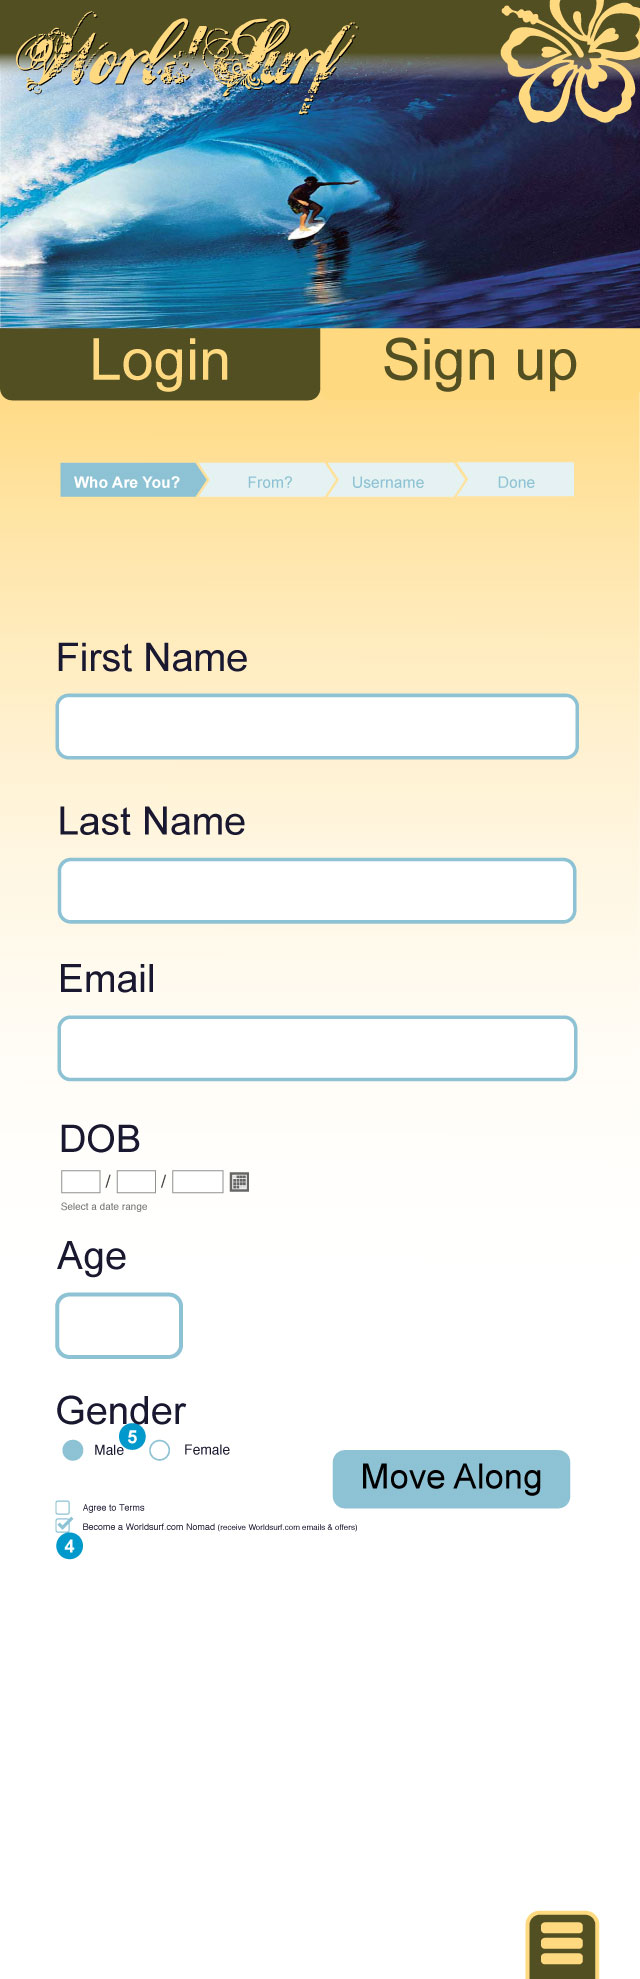 World Surf
Login Sign up
Who Are You? From? Username Done
First Name
Last Name
Email
DOB
/ /
Select a date range
Age
Gender
5
Male Female
Move Along
Agree to Terms
Become a Worldsurf.com Nomad (receive Worldsurf.com emails & offers)
4